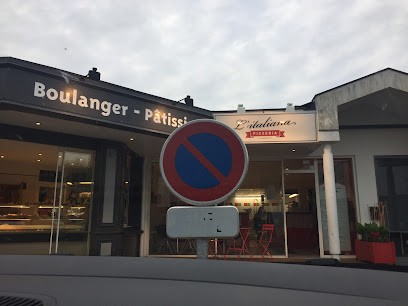 Boulanger - Pâtissi
L'italiana
PIZZERIA